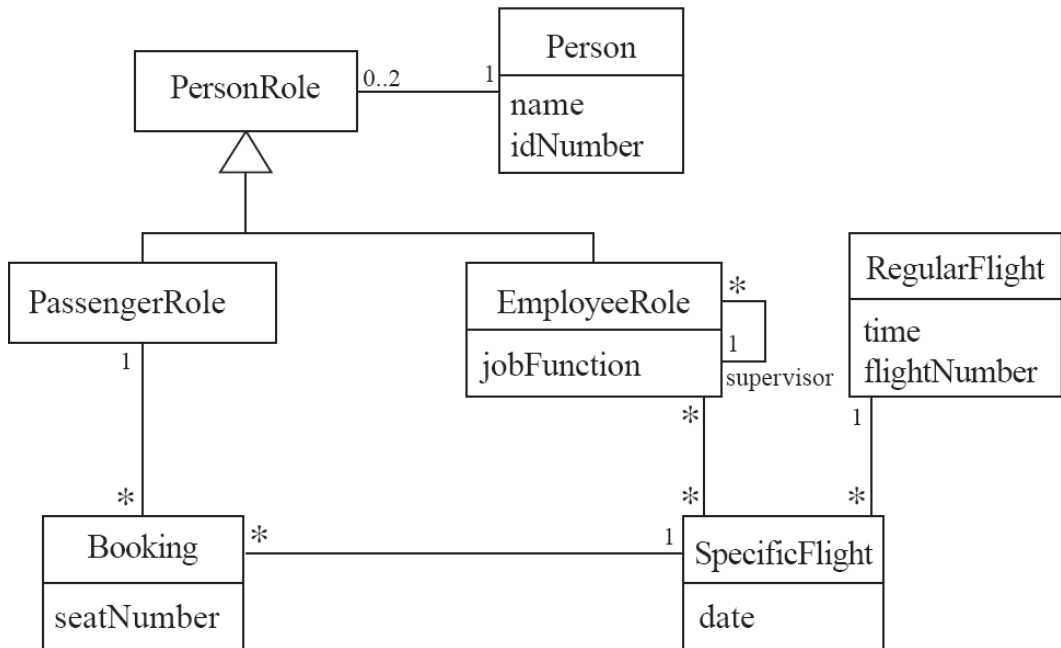 Person
name
idNumber
PersonRole
0..2
1
PassengerRole
1
EmployeeRole
jobFunction
*
1
supervisor
RegularFlight
time
flightNumber
*
1
*
*
*
Booking
seatNumber
*
1
SpecificFlight
date